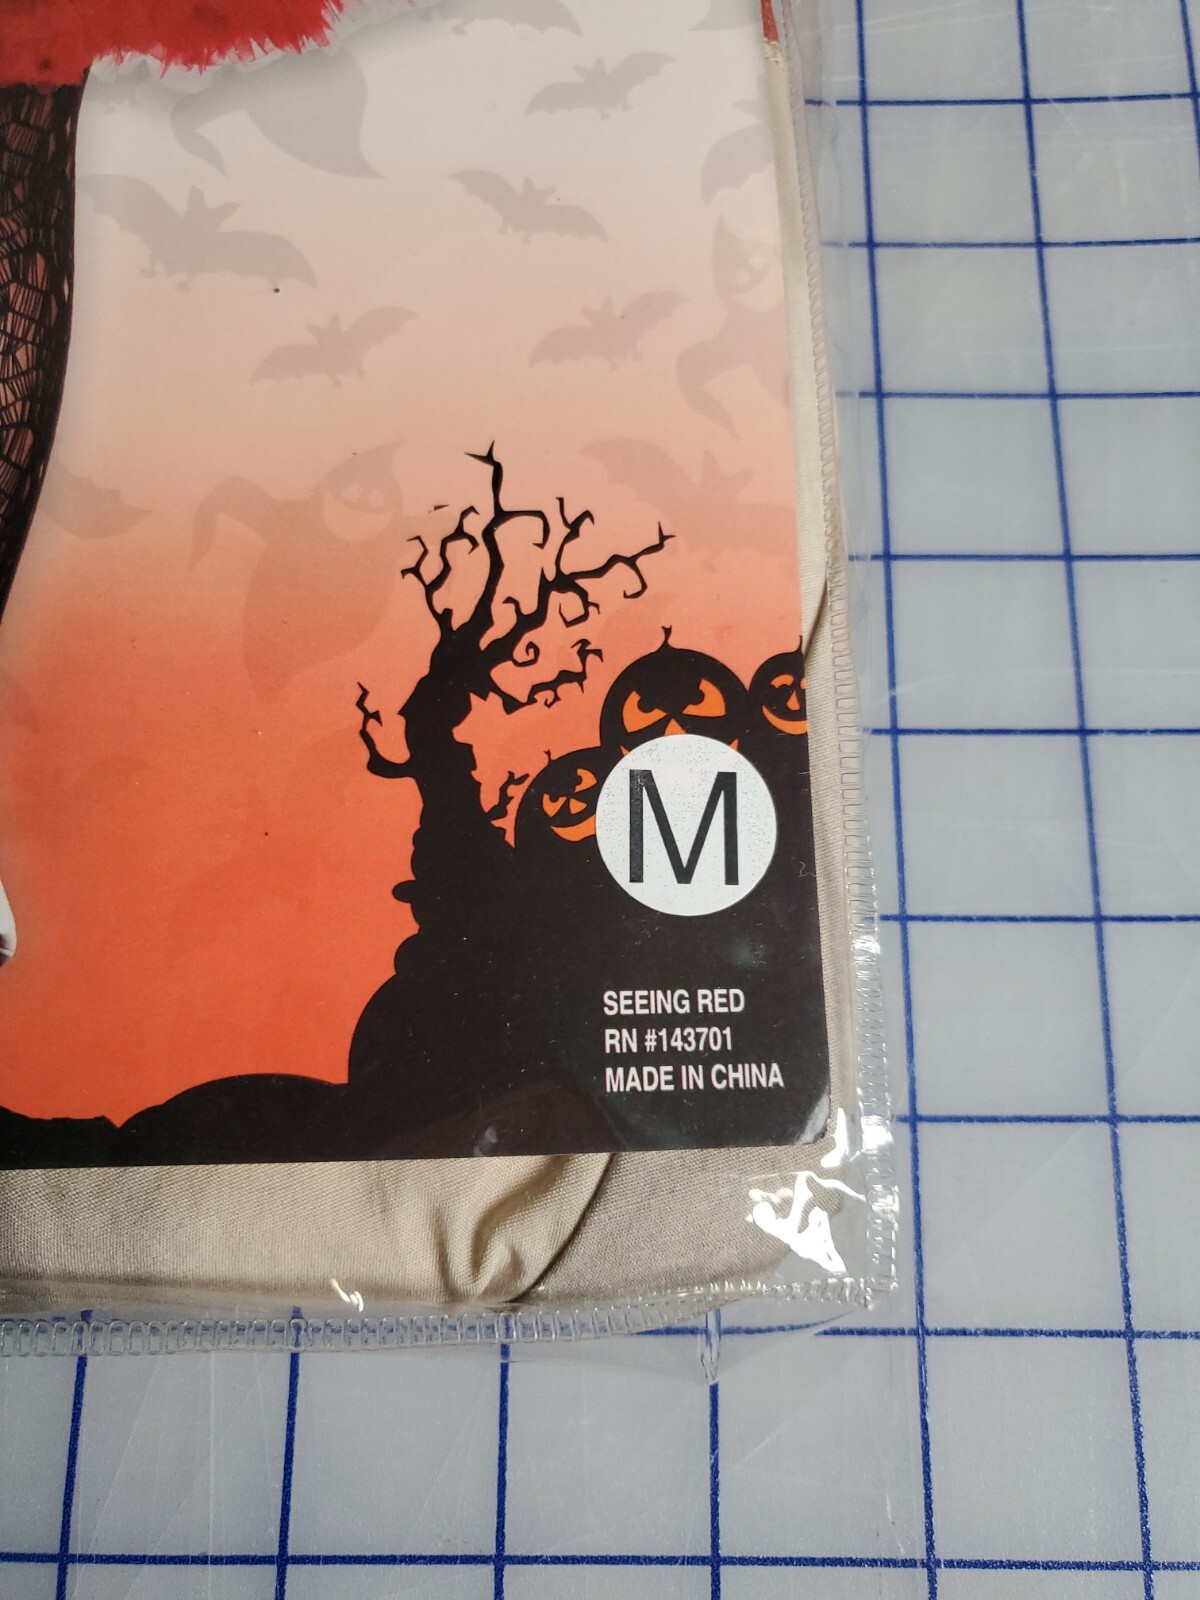 M
SEEING RED
RN #143701
MADE IN CHINA